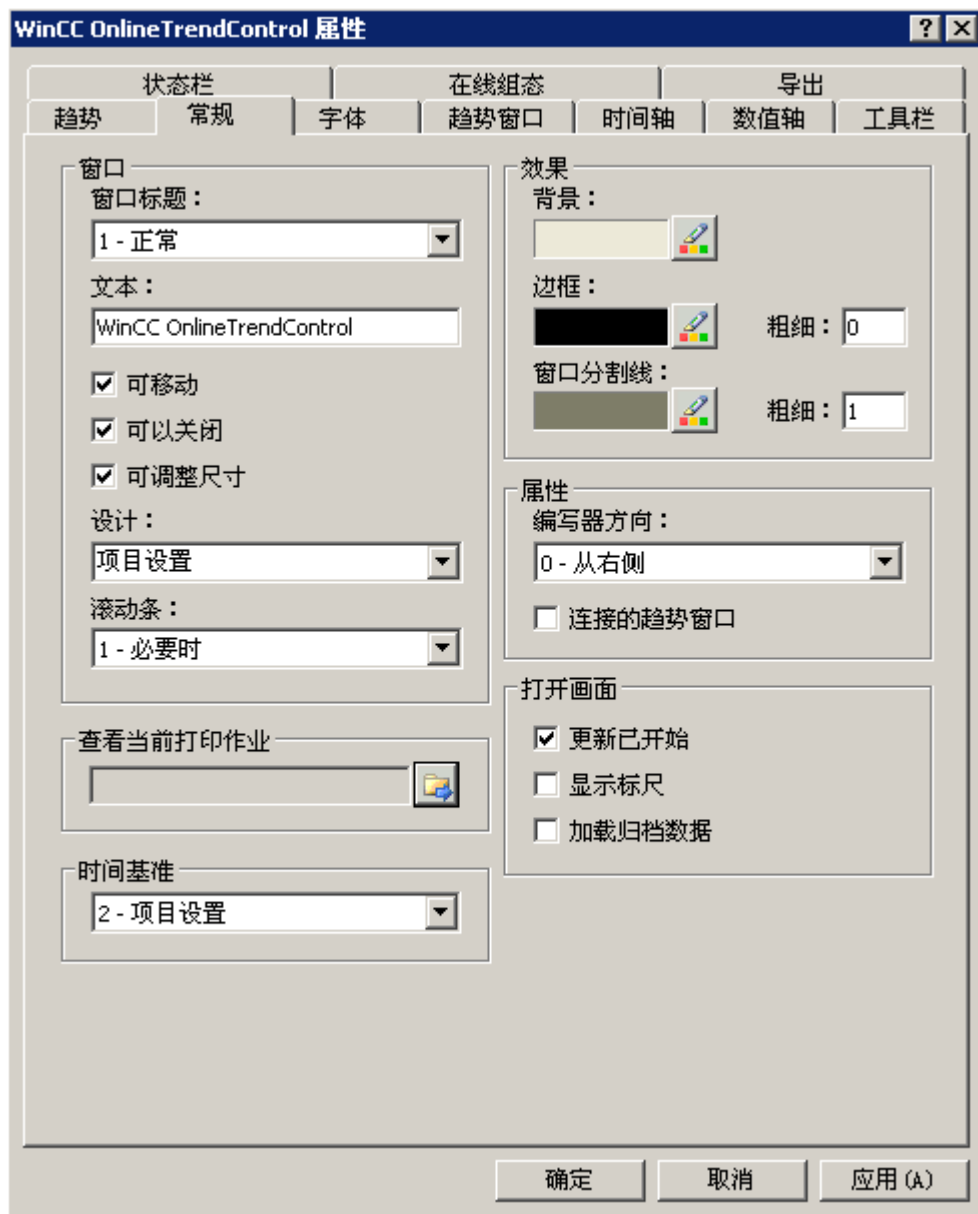 WinCC OnlineTrendControl 属性
状态栏 在线组态 导出
趋势 常规 字体 趋势窗口 时间轴 数值轴 工具栏
窗口
窗口标题：
1 - 正常
文本：
WinCC OnlineTrendControl
可移动
可以关闭
可调整尺寸
设计：
项目设置
滚动条：
1 - 必要时
查看当前打印作业
时间基准
2 - 项目设置
效果
背景：
边框：
粗细：0
窗口分割线：
粗细：1
属性
编写器方向：
0 - 从右侧
连接的趋势窗口
打开画面
更新已开始
显示标尺
加载归档数据
确定 取消 应用(A)